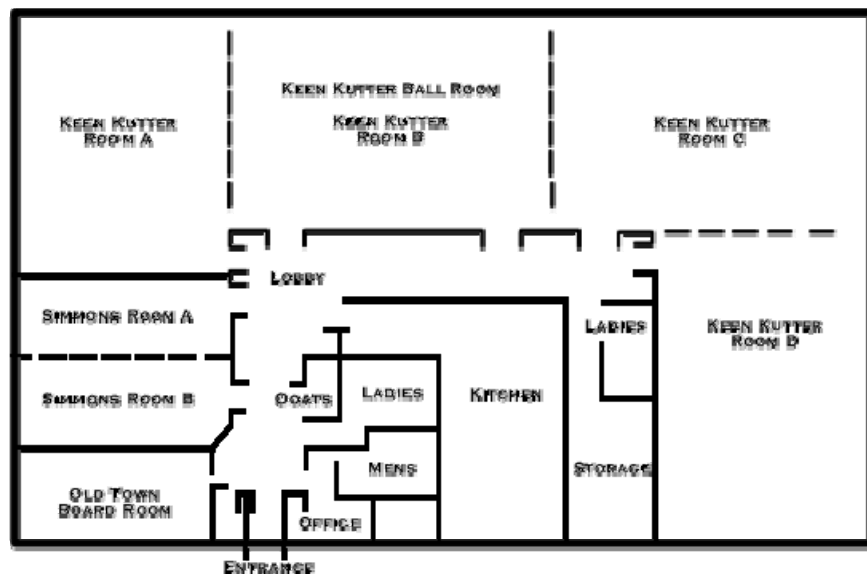 KEEN KUTTER BALL ROOM
KEEN KUTTER
ROOM A
KEEN KUTTER
ROOM B
KEEN KUTTER
ROOM C
LOBBY
SIMMONS ROOM A
LADIES
KEEN KUTTER
ROOM D
SIMMONS ROOM B
COATS
LADIES
KITCHEN
MENS
STORAGE
OLD TOWN
BOARD ROOM
OFFICE
ENTRANCE